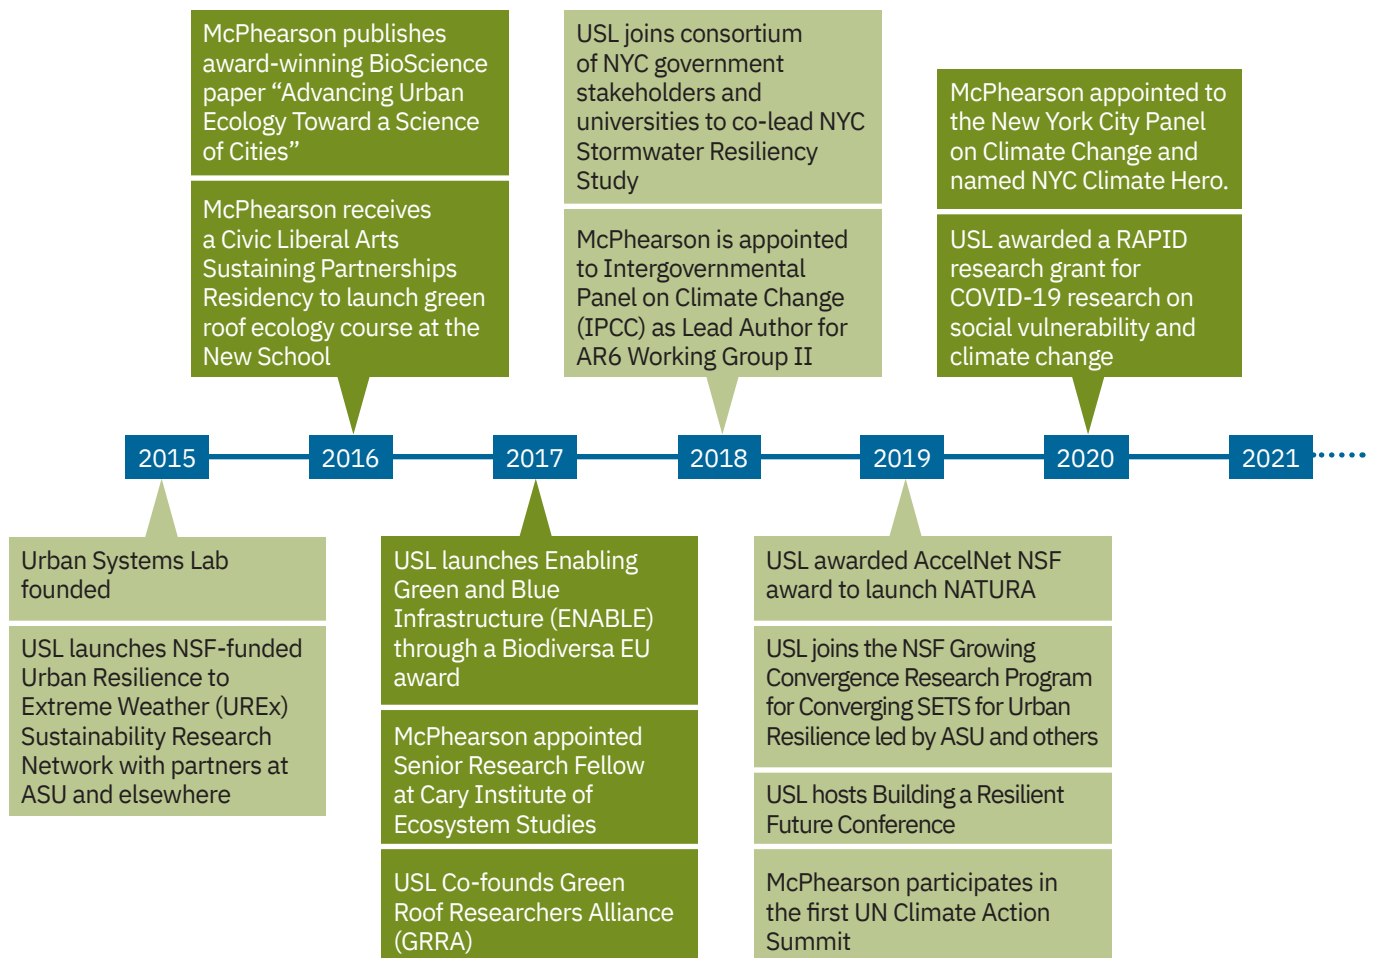 McPhearson publishes
award-winning BioScience
paper “Advancing Urban
Ecology Toward a Science
of Cities”
McPhearson receives
a Civic Liberal Arts
Sustaining Partnerships
Residency to launch green
roof ecology course at the
New School
USL joins consortium
of NYC government
stakeholders and
universities to co-lead NYC
Stormwater Resiliency
Study
McPhearson is appointed
to Intergovernmental
Panel on Climate Change
(IPCC) as Lead Author for
AR6 Working Group II
McPhearson appointed to
the New York City Panel
on Climate Change and
named NYC Climate Hero.
USL awarded a RAPID
research grant for
COVID-19 research on
social vulnerability and
climate change
2015
2016
2017
2018
2019
2020
2021
Urban Systems Lab
founded
USL launches NSF-funded
Urban Resilience to
Extreme Weather (UREx)
Sustainability Research
Network with partners at
ASU and elsewhere
USL launches Enabling
Green and Blue
Infrastructure (ENABLE)
through a Biodiversa EU
award
McPhearson appointed
Senior Research Fellow
at Cary Institute of
Ecosystem Studies
USL Co-founds Green
Roof Researchers Alliance
(GRRA)
USL awarded AccelNet NSF
award to launch NATURA
USL joins the NSF Growing
Convergence Research Program
for Converging SETS for Urban
Resilience led by ASU and others
USL hosts Building a Resilient
Future Conference
McPhearson participates in
the first UN Climate Action
Summit